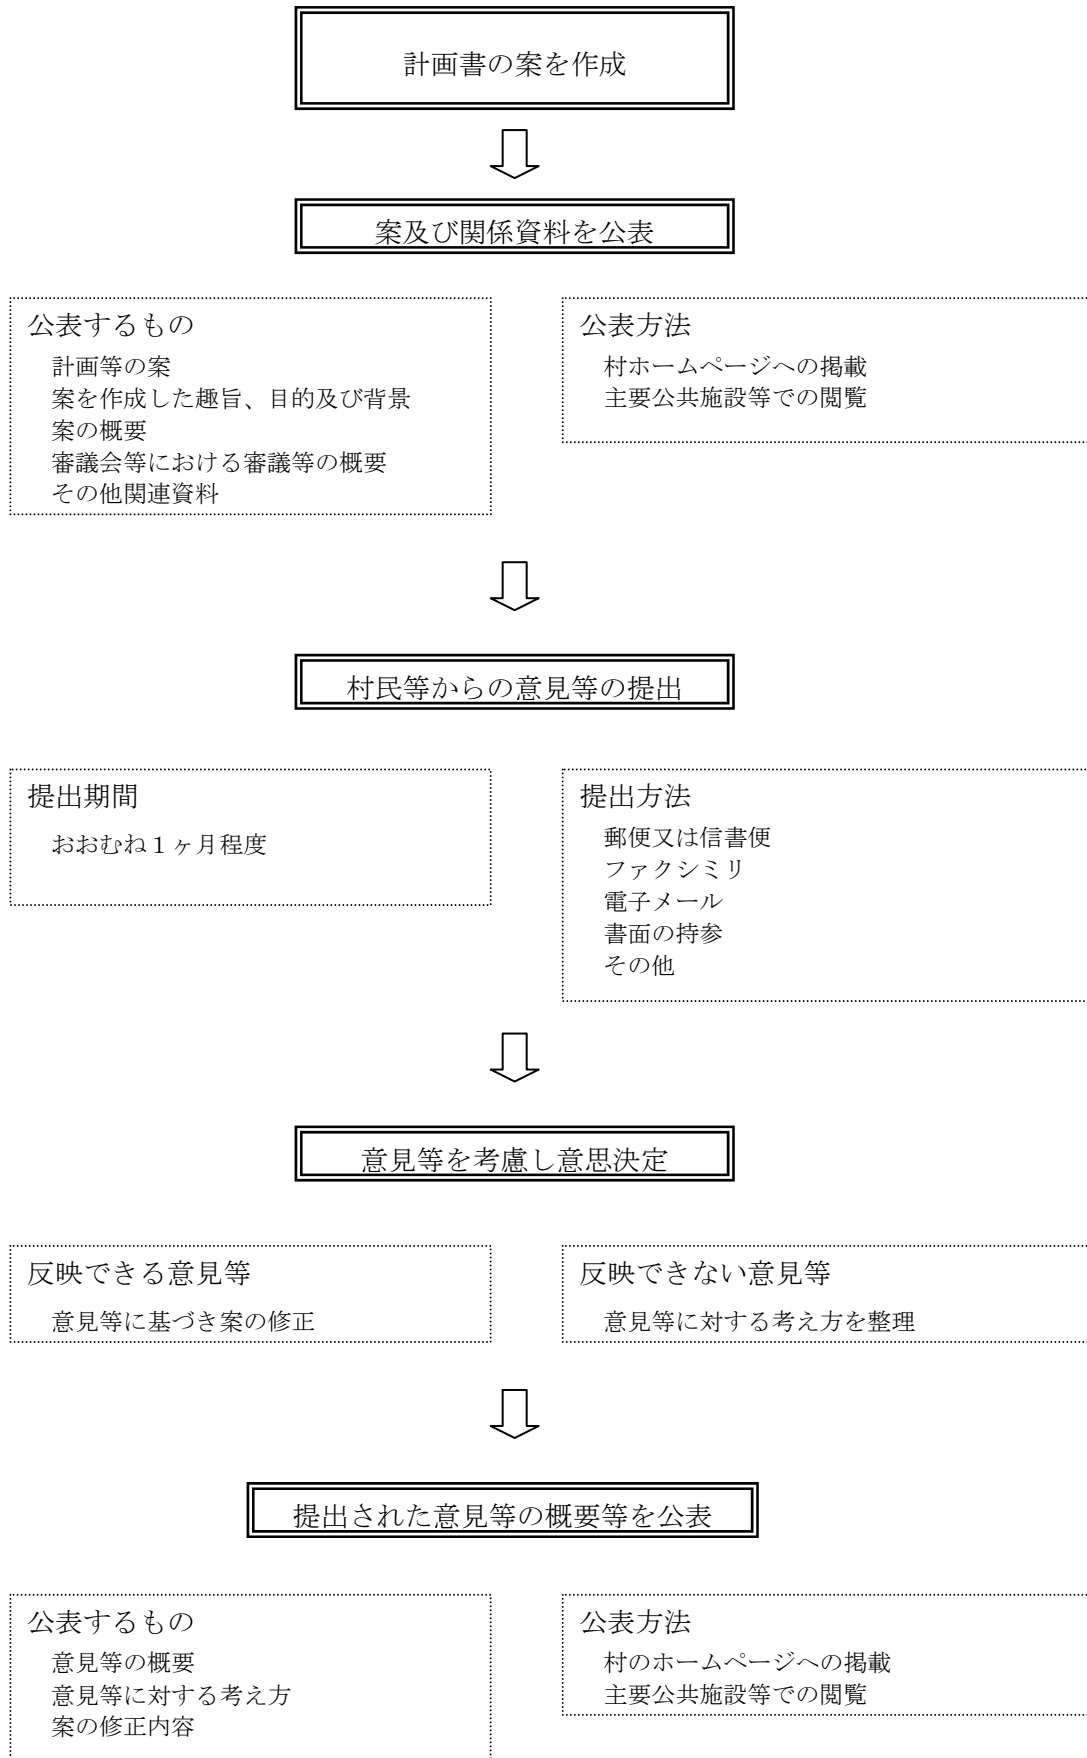 計画書の案を作成
案及び関係資料を公表
公表するもの
計画等の案
案を作成した趣旨、目的及び背景
案の概要
審議会等における審議等の概要
その他関連資料
公表方法
村ホームページへの掲載
主要公共施設等での閲覧
村民等からの意見等の提出
提出期間
おおむね１ヶ月程度
提出方法
郵便又は信書便
ファクシミリ
電子メール
書面の持参
その他
意見等を考慮し意思決定
反映できる意見等
意見等に基づき案の修正
反映できない意見等
意見等に対する考え方を整理
提出された意見等の概要等を公表
公表するもの
意見等の概要
意見等に対する考え方
案の修正内容
公表方法
村のホームページへの掲載
主要公共施設等での閲覧